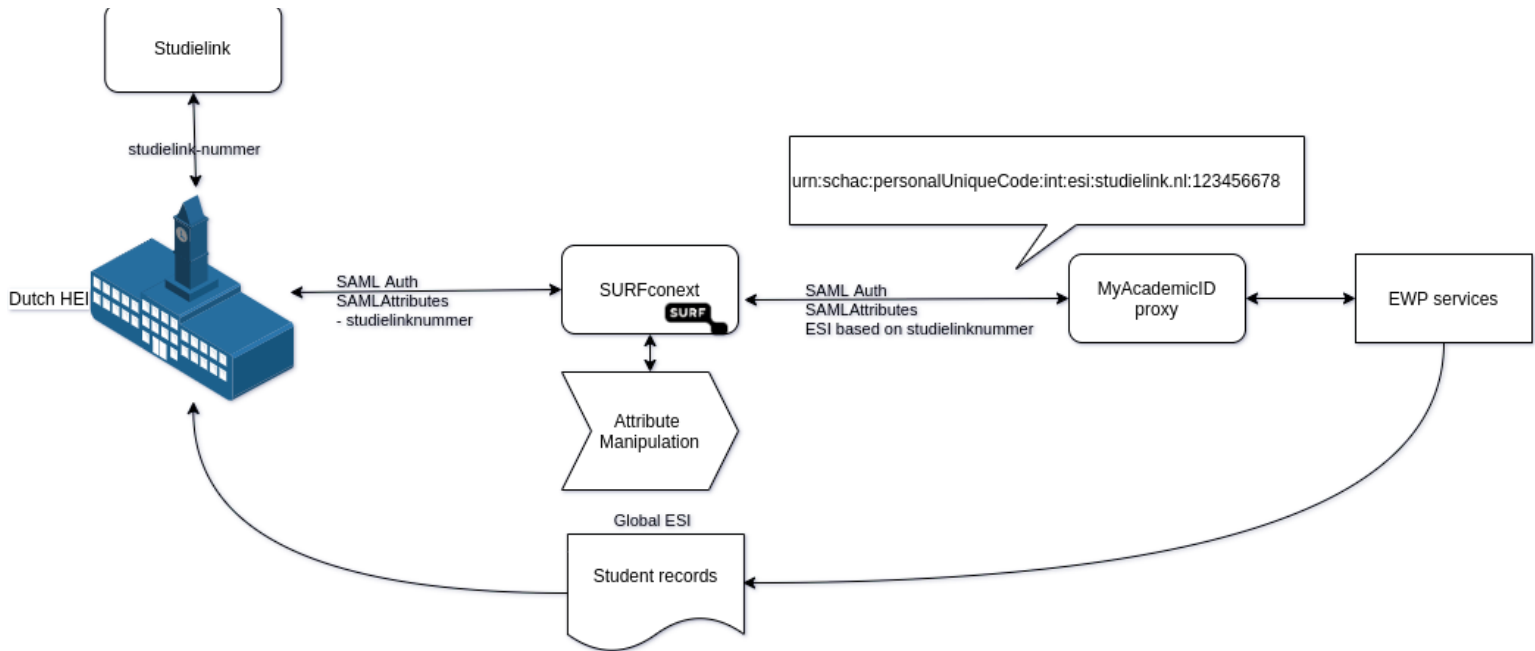 Studielink
studielink-nummer
urn:schac:personalUniqueCode:int:esi:studielink.nl:123456678
Dutch HEI
SAML Auth
SAMLAttributes
- studielinknummer
SURFconext
SURF
SAML Auth
SAMLAttributes
ESI based on studielinknummer
MyAcademicID
proxy
EWP services
Attribute
Manipulation
Global ESI
Student records